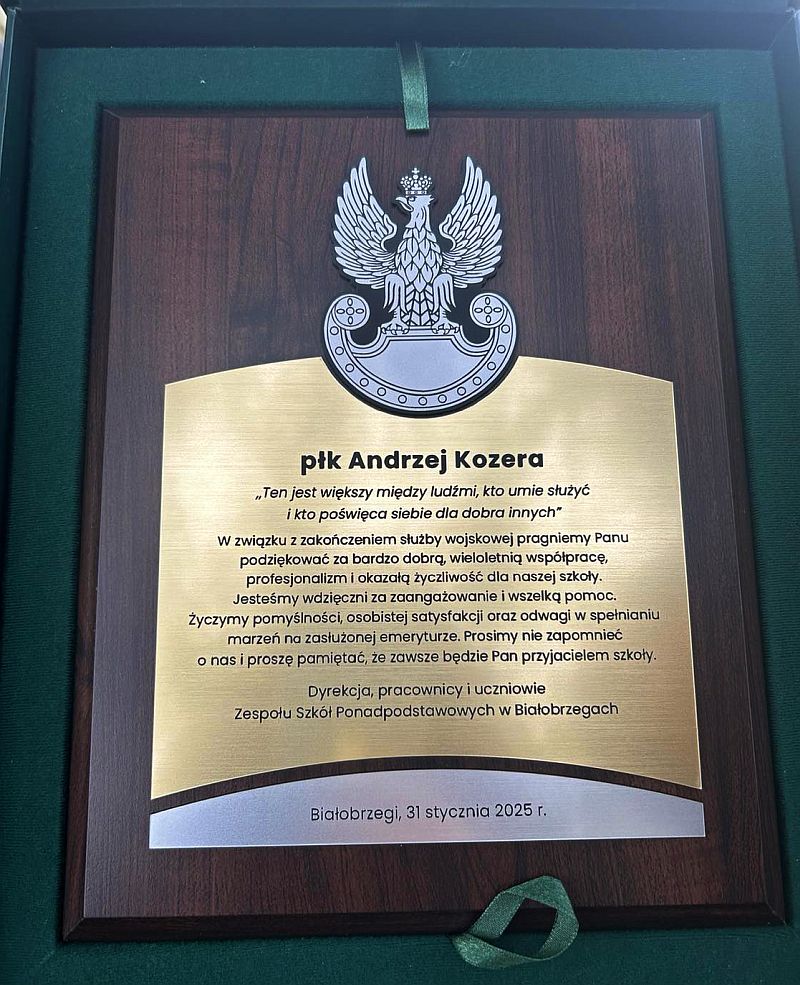 płk Andrzej Kozera
„Ten jest większy między ludźmi, kto umie służyć
i kto poświęca siebie dla dobra innych”
W związku z zakończeniem służby wojskowej pragniemy Panu
podziękować za bardzo dobrą, wieloletnią współpracę,
profesjonalizm i okazałą życzliwość dla naszej szkoły.
Jesteśmy wdzięczni za zaangażowanie i wszelką pomoc.
Życzymy pomyślności, osobistej satysfakcji oraz odwagi w spełnianiu
marzeń na zasłużonej emeryturze. Prosimy nie zapomnieć
o nas i proszę pamiętać, że zawsze będzie Pan przyjacielem szkoły.
Dyrekcja, pracownicy i uczniowie
Zespołu Szkół Ponadpodstawowych w Białobrzegach
Białobrzegi, 31 stycznia 2025 r.